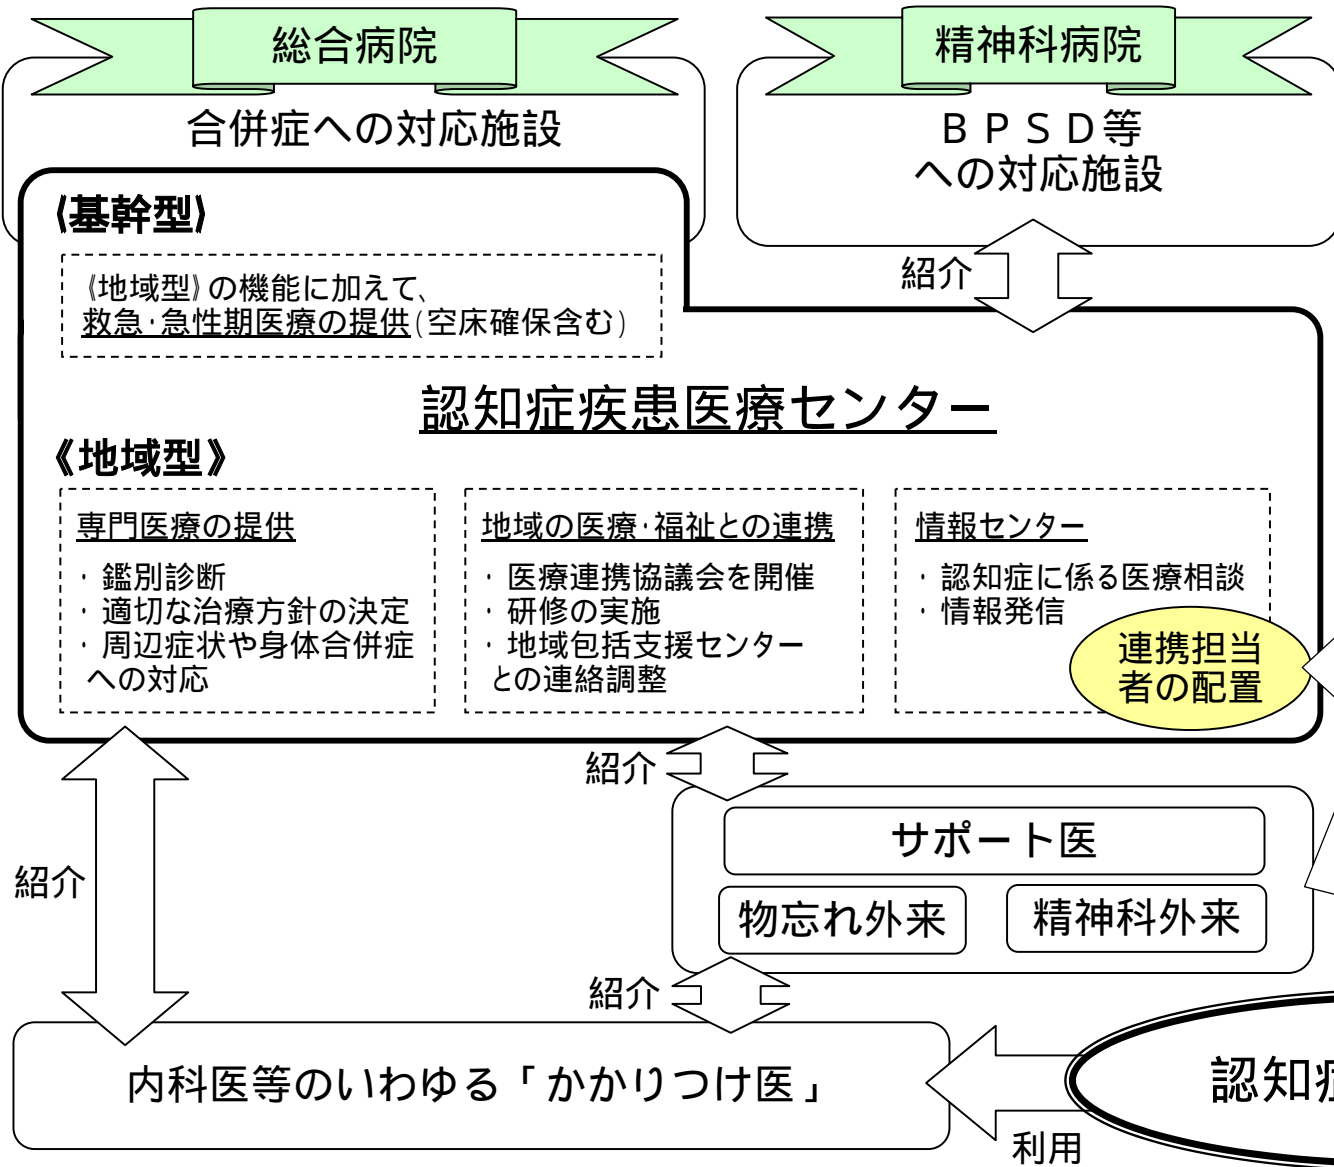 総合病院
合併症への対応施設
精神科病院
ＢＰＳＤ等
への対応施設
《基幹型》
《地域型》の機能に加えて、
救急・急性期医療の提供(空床確保含む)
紹介
認知症疾患医療センター
《地域型》
専門医療の提供
・鑑別診断
・適切な治療方針の決定
・周辺症状や身体合併症
への対応
地域の医療・福祉との連携
・医療連携協議会を開催
・研修の実施
・地域包括支援センター
との連絡調整
情報センター
・認知症に係る医療相談
・情報発信
連携担当
者の配置
紹介
サポート医
物忘れ外来
精神科外来
紹介
紹介
内科医等のいわゆる「かかりつけ医」
利用
認知症